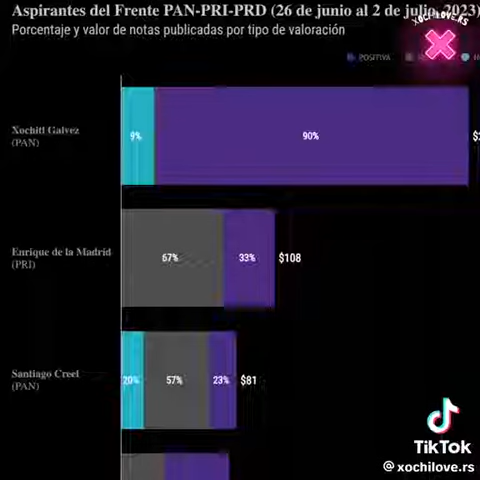 Aspirantes del Frente PAN-PRI-PRD (26 de junio al 2 de julio, 2023)
Porcentaje y valor de notas publicadas por tipo de valoración
XOCHILOVE.RS
POSITIVA
Xochitl Galvez
(PAN)
9%
90%
Enrique de la Madrid
(PRI)
67%
33%
$108
Santiago Creel
(PAN)
20%
57%
23%
$81
TikTok
@xochilove.rs